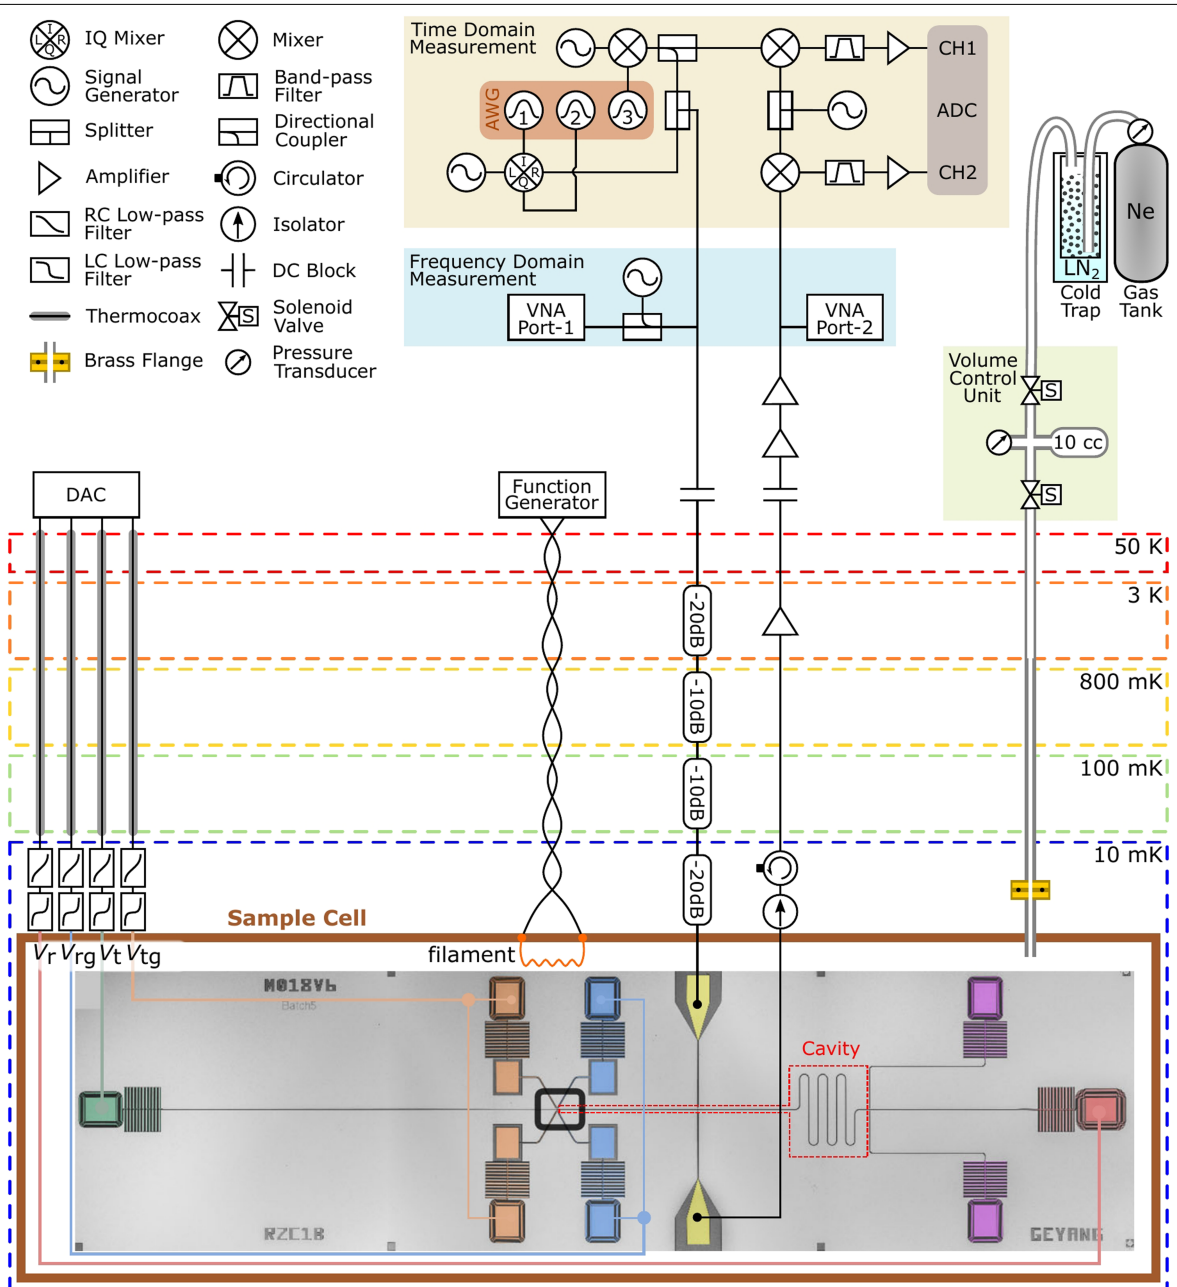 IQ Mixer
Mixer
Signal
Generator
Band-pass
Filter
Splitter
Directional
Coupler
Amplifier
Circulator
RC Low-pass
Filter
Isolator
LC Low-pass
Filter
DC Block
Thermocoax
Solenoid
Valve
Brass Flange
Pressure
Transducer
I
L R
Q
S
Time Domain
Measurement
AWG
1
2
3
I
L R
Q
CH1
ADC
CH2
Frequency Domain
Measurement
VNA
Port-1
VNA
Port-2
Ne
LN2
Cold
Trap
Gas
Tank
Volume
Control
Unit
S
10 cc
S
DAC
Function
Generator
50 K
3 K
-20dB
800 mK
-10dB
100 mK
-10dB
10 mK
-20dB
Sample Cell
Vr Vrg Vt Vtg
filament
M018V6
Batch5
Cavity
RZC18
GEYANG